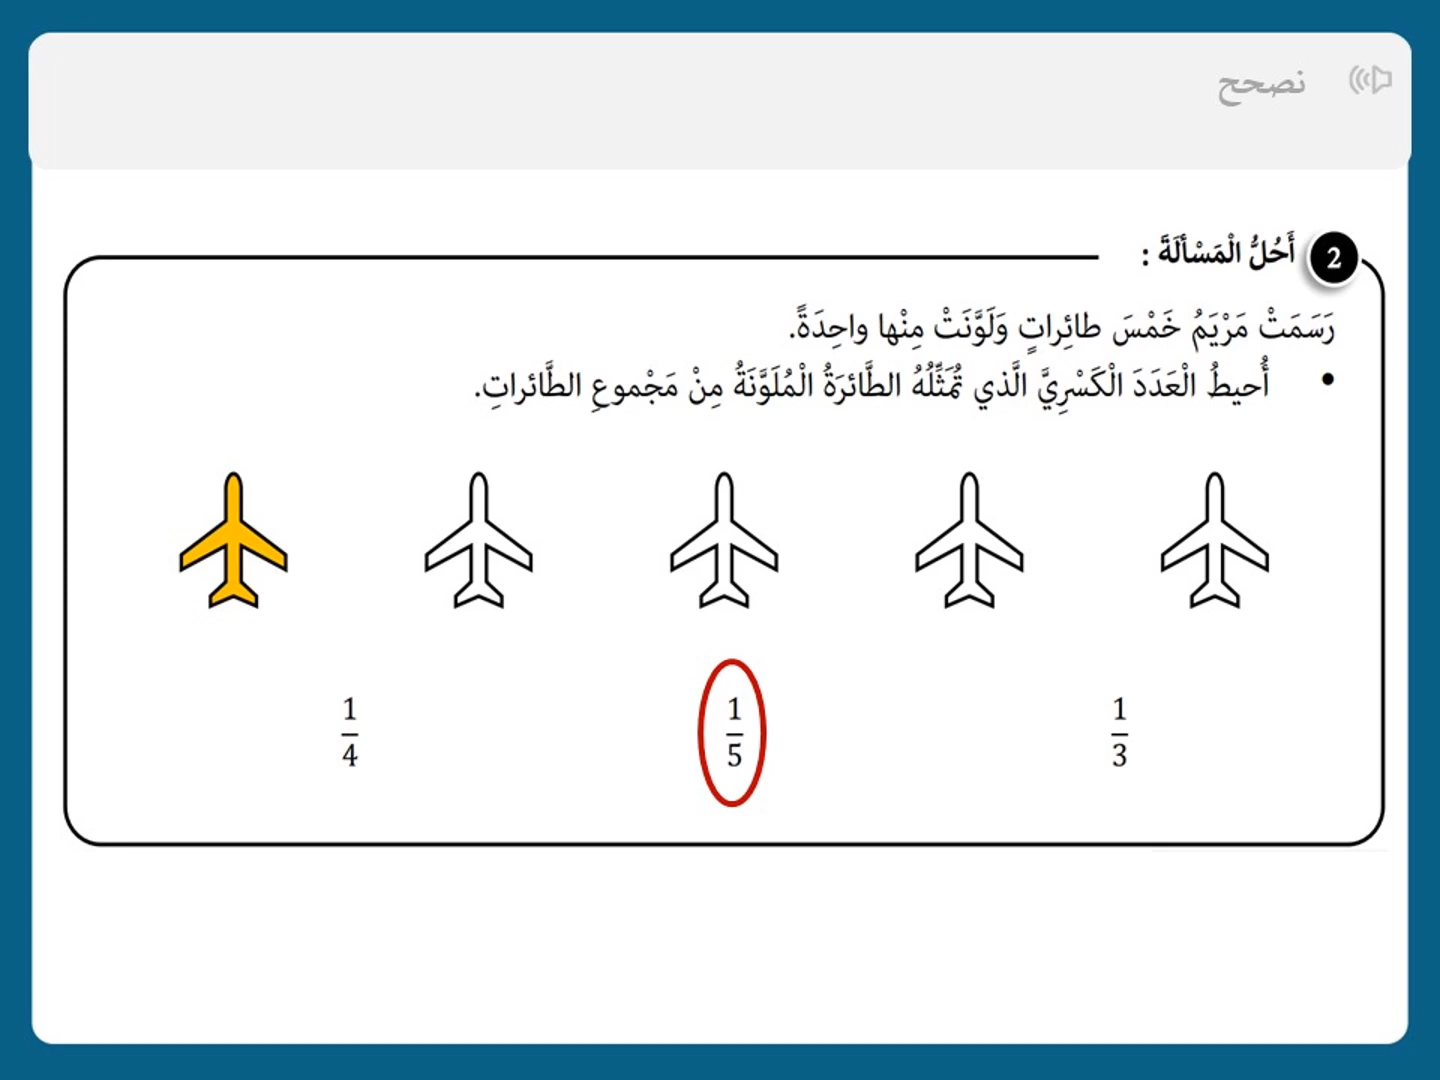 نصحح
2 أَحُلُّ الْمَسْأَلَةَ :
رَسَمَتْ مَرْيَمُ خَمْسَ طائِراتٍ وَلَوَّنَتْ مِنْها واحِدَةً.
• أُحيطُ الْعَدَدَ الْكَسْرِيَّ الَّذي تُمَثِّلُهُ الطَّائرَةُ الْمُلَوَّنَةُ مِنْ مَجْموعِ الطَّائراتِ.
1/3 1/5 1/4